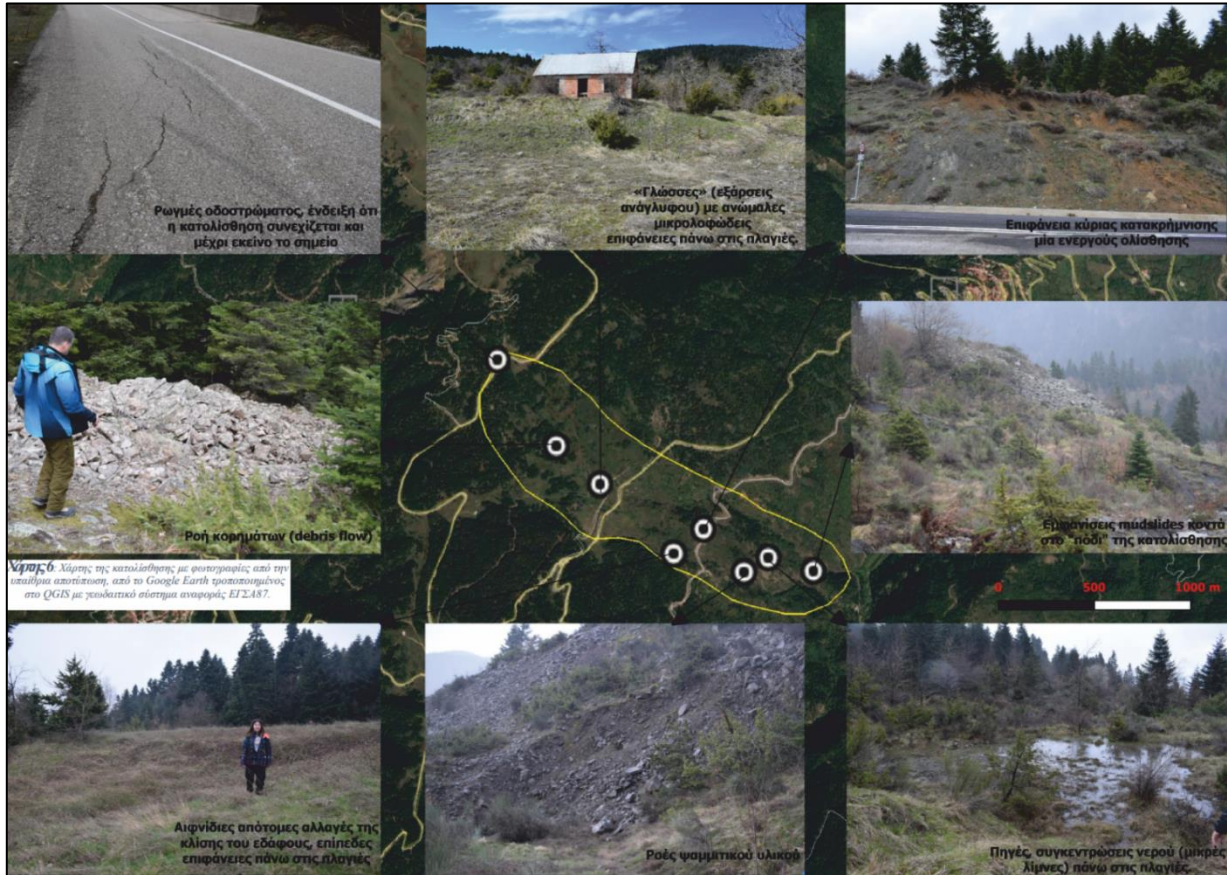 Ρωγμές οδοστρώματος, ένδειξή ότι
η κατολίσθηση συνεχίζεται και
μέχρι εκείνο το σημείο
«Γλώσσες» (εξάρσεις
ανάγλυφου) με ανώμαλες
μικρολοφώδεις
επιφάνειες πάνω στις πλαγιές.
Επιφάνεια κύριας κατακρήμνισης
μία ενεργούς ολίσθησης
Ροή κορημάτων (debris flow)
Εμφανίσεις mudslides κοντά
στο "πόδι" της κατολίσθησης
Χάρτης 6: Χάρτης της κατολίσθησης με φωτογραφίες από την
υπαίθρια αποτύπωση, από το Google Earth τροποποιημένος
στο QGIS με γεωδαιτικό σύστημα αναφοράς ΕΓΣΑ87.
0 500 1000 m
Αιφνίδιες απότομες αλλαγές της
κλίσης του εδάφους, επίπεδες
επιφάνειες πάνω στις πλαγιές
Ροές ψαμμιτικού υλικού
Πηγές, συγκεντρώσεις νερού (μικρές
λίμνες) πάνω στις πλαγιές.